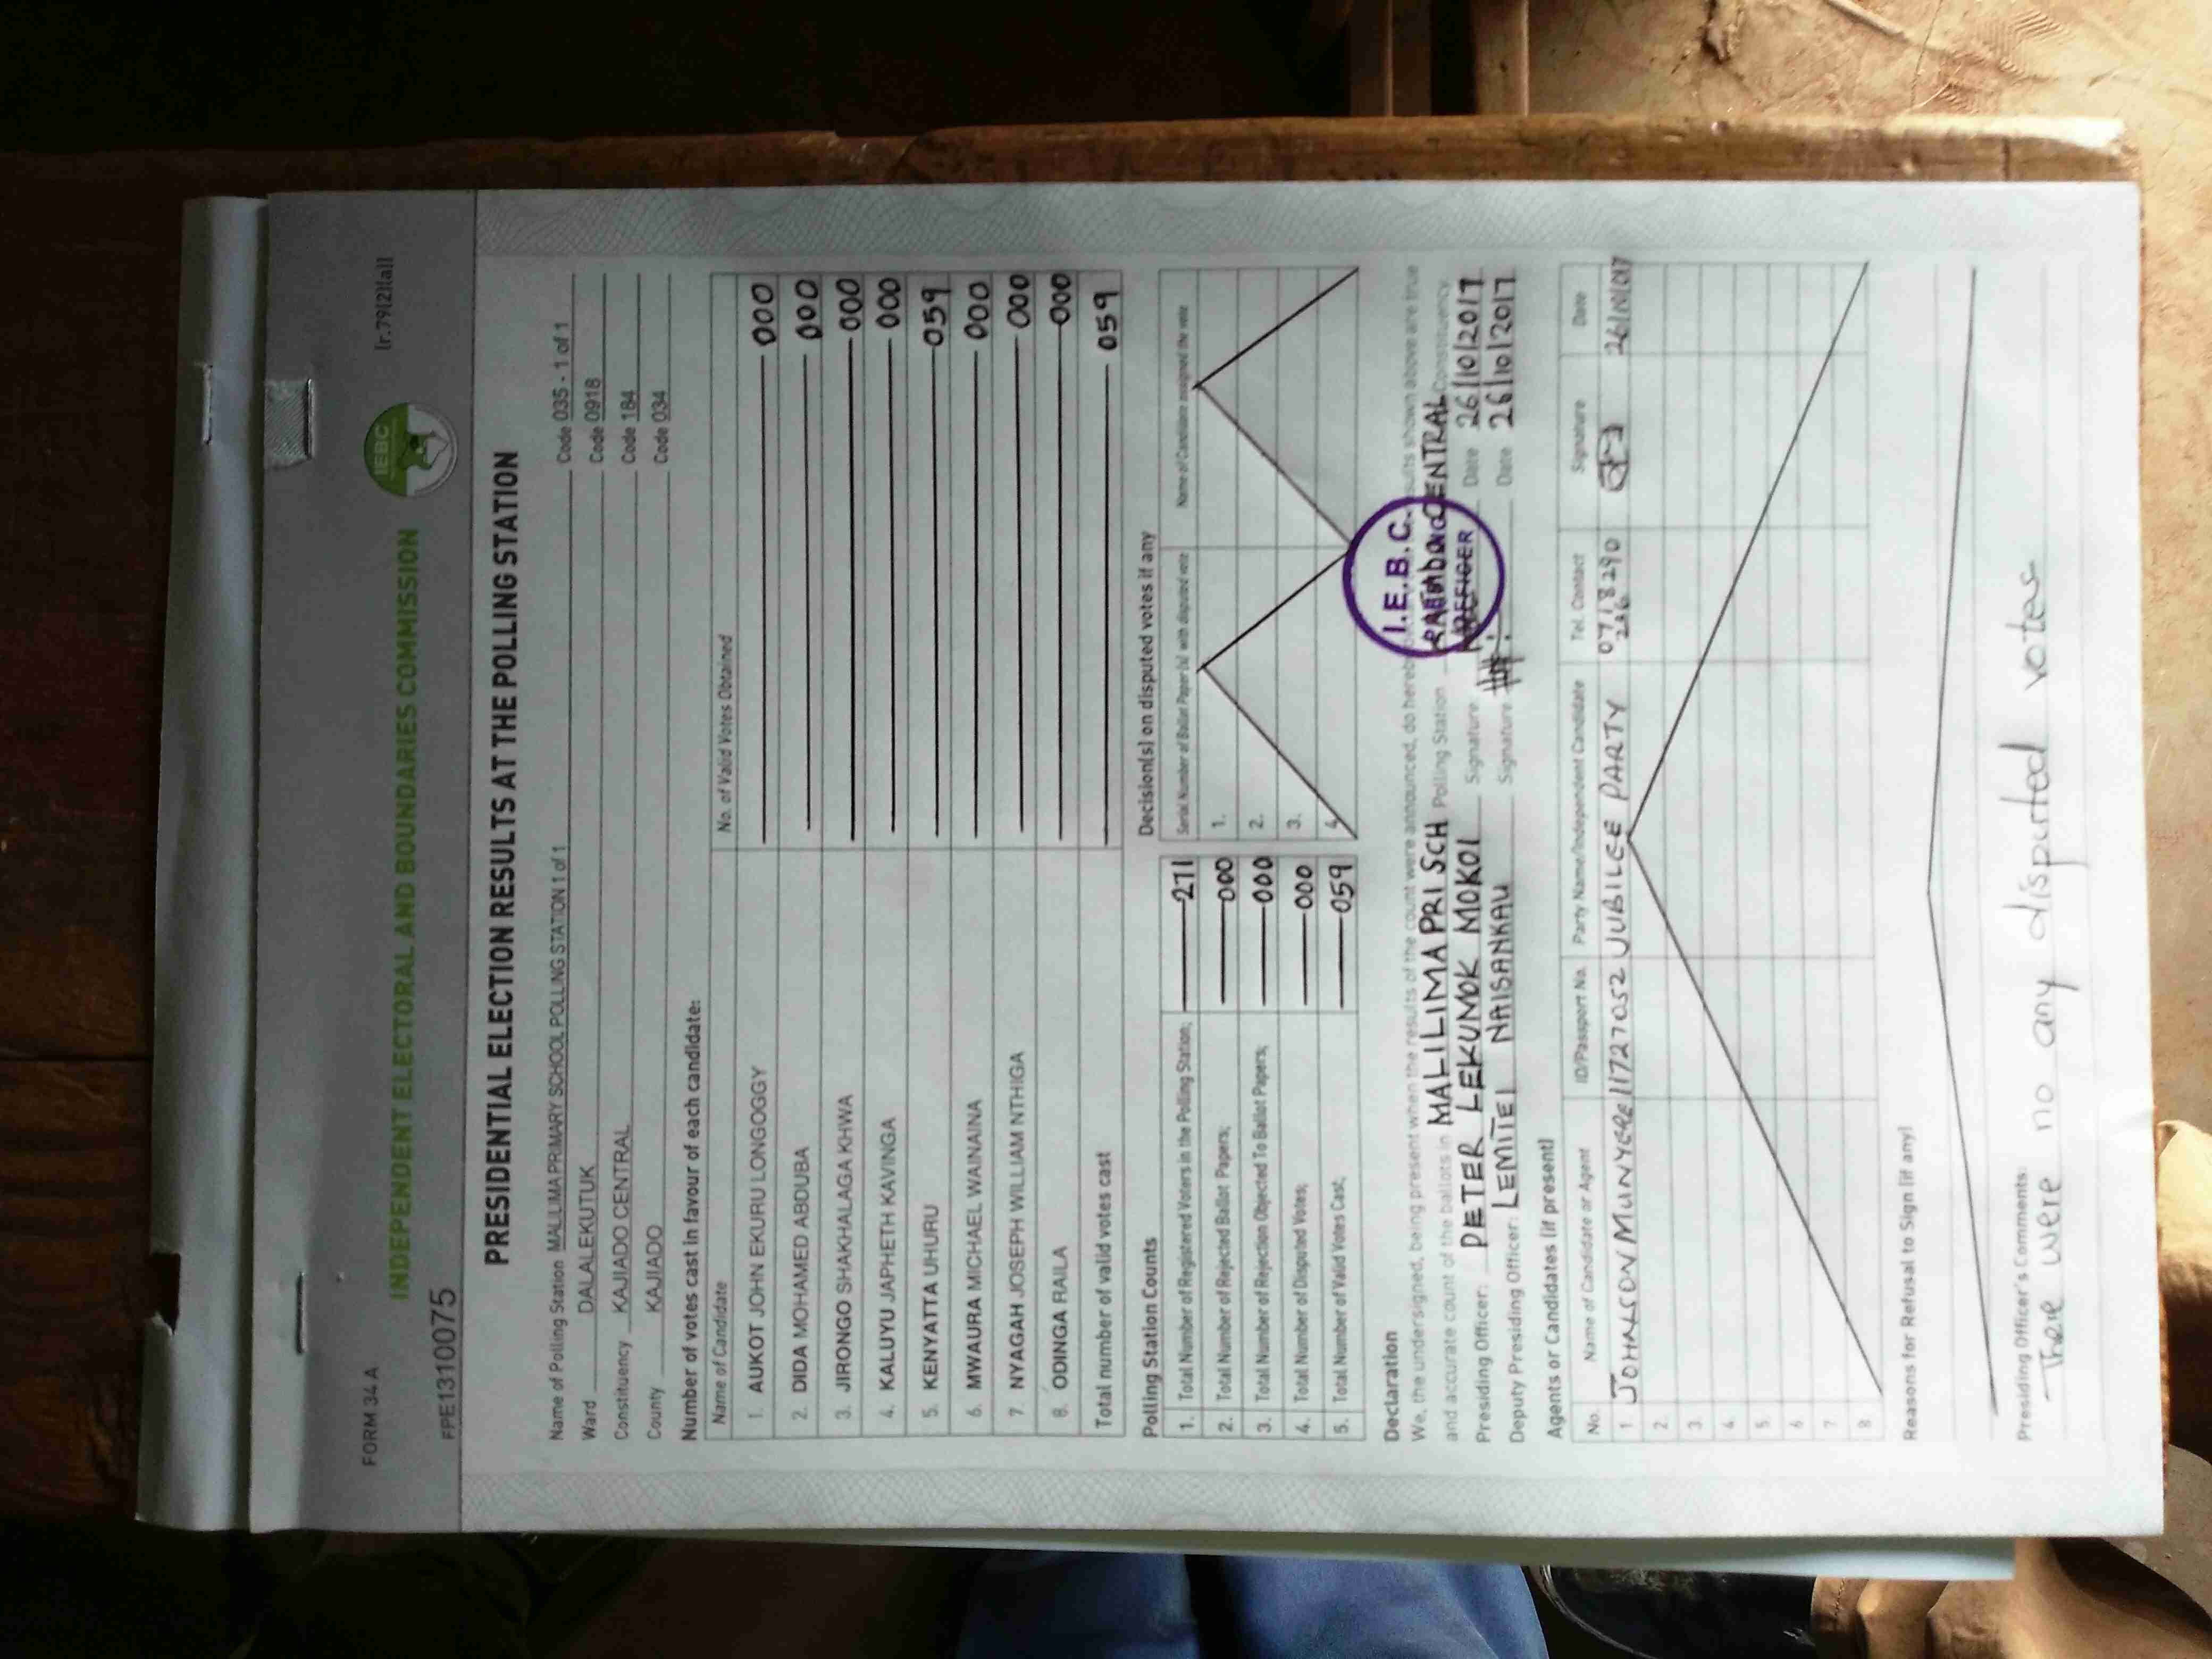 FORM 34 A
[r.79(2)(a)]
INDEPENDENT ELECTORAL AND BOUNDARIES COMMISSION
IEBC
FPE1310075
PRESIDENTIAL ELECTION RESULTS AT THE POLLING STATION
Name of Polling Station MALLIMA PRIMARY SCHOOL POLLING STATION 1 of 1 Code 035 - 1 of 1
Ward DALALEKUTUK Code 0918
Constituency KAJIADO CENTRAL Code 184
County KAJIADO Code 034
Number of votes cast in favour of each candidate:
Name of Candidate No. of Valid Votes Obtained
1. AUKOT JOHN EKURU LONGOGGY 000
2. DIDA MOHAMED ABDUBA 000
3. JIRONGO SHAKHALAGA KHWA 000
4. KALUYU JAPHETH KAVINGA 000
5. KENYATTA UHURU 059
6. MWAURA MICHAEL WAINAINA 000
7. NYAGAH JOSEPH WILLIAM NTHIGA 000
8. ODINGA RAILA 000
Total number of valid votes cast 059
Polling Station Counts
1. Total Number of Registered Voters in the Polling Station; 271
2. Total Number of Rejected Ballot Papers; 000
3. Total Number of Rejection Objected To Ballot Papers; 000
4. Total Number of Disputed Votes; 000
5. Total Number of Valid Votes Cast; 059
Decision(s) on disputed votes if any
Serial Number of Ballot Paper(s) with disputed vote Name of Candidate assigned the vote
1.
2.
3.
4.
Declaration
We, the undersigned, being present when the results of the count were announced, do hereby results shown above are true
and accurate count of the ballots in MALILIMA PRI SCH Polling Station CENTRAL Constituency.
Presiding Officer: PETER LEKUMOK MOKOI Signature Date 26/10/2017
Deputy Presiding Officer: LEMITEI NAISANKAU Signature Date 26/10/2017
I.E.B.C.
Agents or Candidates (if present)
No. Name of Candidate or Agent ID/Passport No. Party Name/Independent Candidate Tel. Contact Signature Date
1 JOHNSON 11727052 JUBILEE PARTY 0718290
2
3
4
5
6
7
8
Reasons for Refusal to Sign (if any)
Presiding Officer's Comments:
There were no any disputed votes